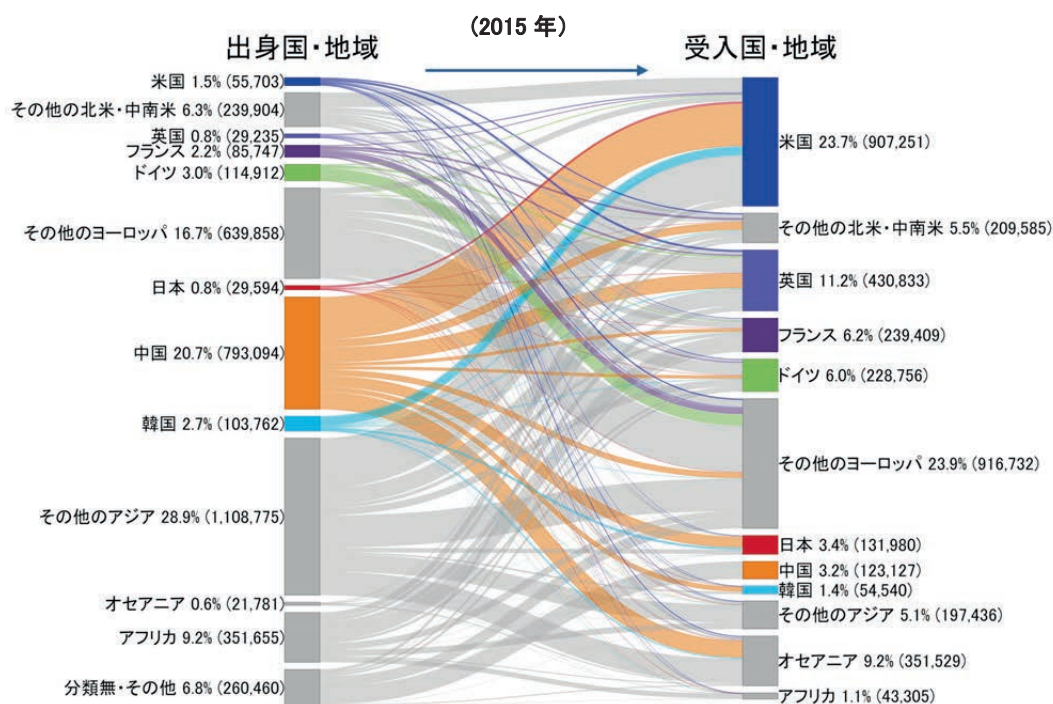 (2015 年)
出身国・地域
受入国・地域
米国 1.5% (55,703)
その他の北米・中南米 6.3% (239,904)
英国 0.8% (29,235)
フランス 2.2% (85,747)
ドイツ 3.0% (114,912)
その他のヨーロッパ 16.7% (639,858)
日本 0.8% (29,594)
中国 20.7% (793,094)
韓国 2.7% (103,762)
その他のアジア 28.9% (1,108,775)
オセアニア 0.6% (21,781)
アフリカ 9.2% (351,655)
分類無・その他 6.8% (260,460)
米国 23.7% (907,251)
その他の北米・中南米 5.5% (209,585)
英国 11.2% (430,833)
フランス 6.2% (239,409)
ドイツ 6.0% (228,756)
その他のヨーロッパ 23.9% (916,732)
日本 3.4% (131,980)
中国 3.2% (123,127)
韓国 1.4% (54,540)
その他のアジア 5.1% (197,436)
オセアニア 9.2% (351,529)
アフリカ 1.1% (43,305)